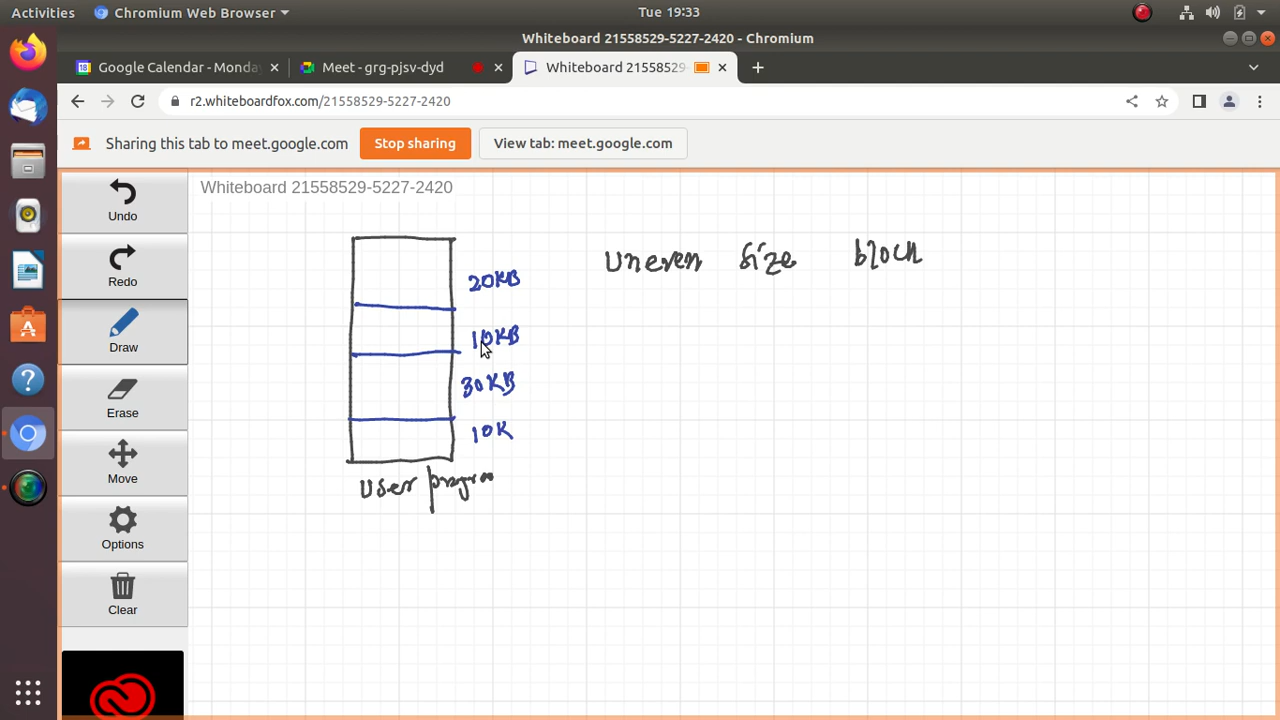 Activities Chromium Web Browser Tue 19:33
Whiteboard 21558529-5227-2420 - Chromium
Google Calendar - Monday Meet - grg-pjsv-dyd Whiteboard 21558529-
r2.whiteboardfox.com/21558529-5227-2420
Sharing this tab to meet.google.com Stop sharing View tab: meet.google.com
Whiteboard 21558529-5227-2420
Undo
Redo
Draw
Erase
Move
Options
Clear
Uneven size block
20KB
10KB
30KB
10K
User